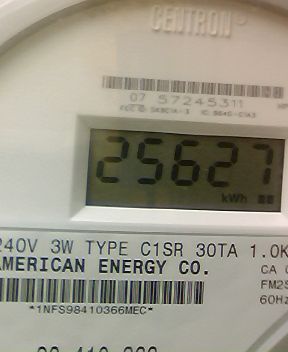 CENTRON®
07 57245311
25627
kWh
240V 3W TYPE C1SR 30TA 1.0K
AMERICAN ENERGY CO.
CA
FM2S
60Hz
*1NFS98410366MEC*